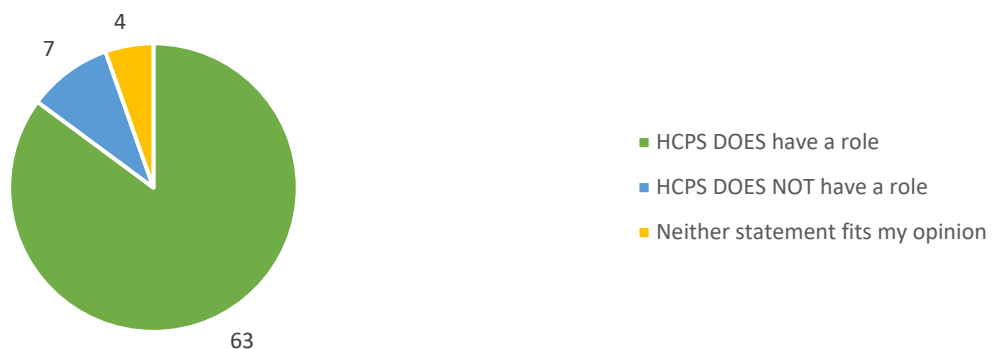 4
7
HCPS DOES have a role
HCPS DOES NOT have a role
Neither statement fits my opinion
63